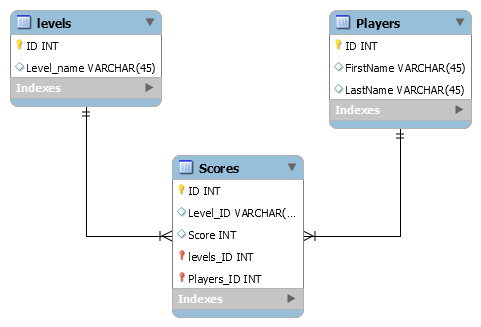 levels
ID INT
Level_name VARCHAR(45)
Indexes
Players
ID INT
FirstName VARCHAR(45)
LastName VARCHAR(45)
Indexes
Scores
ID INT
Level_ID VARCHAR(...
Score INT
levels_ID INT
Players_ID INT
Indexes